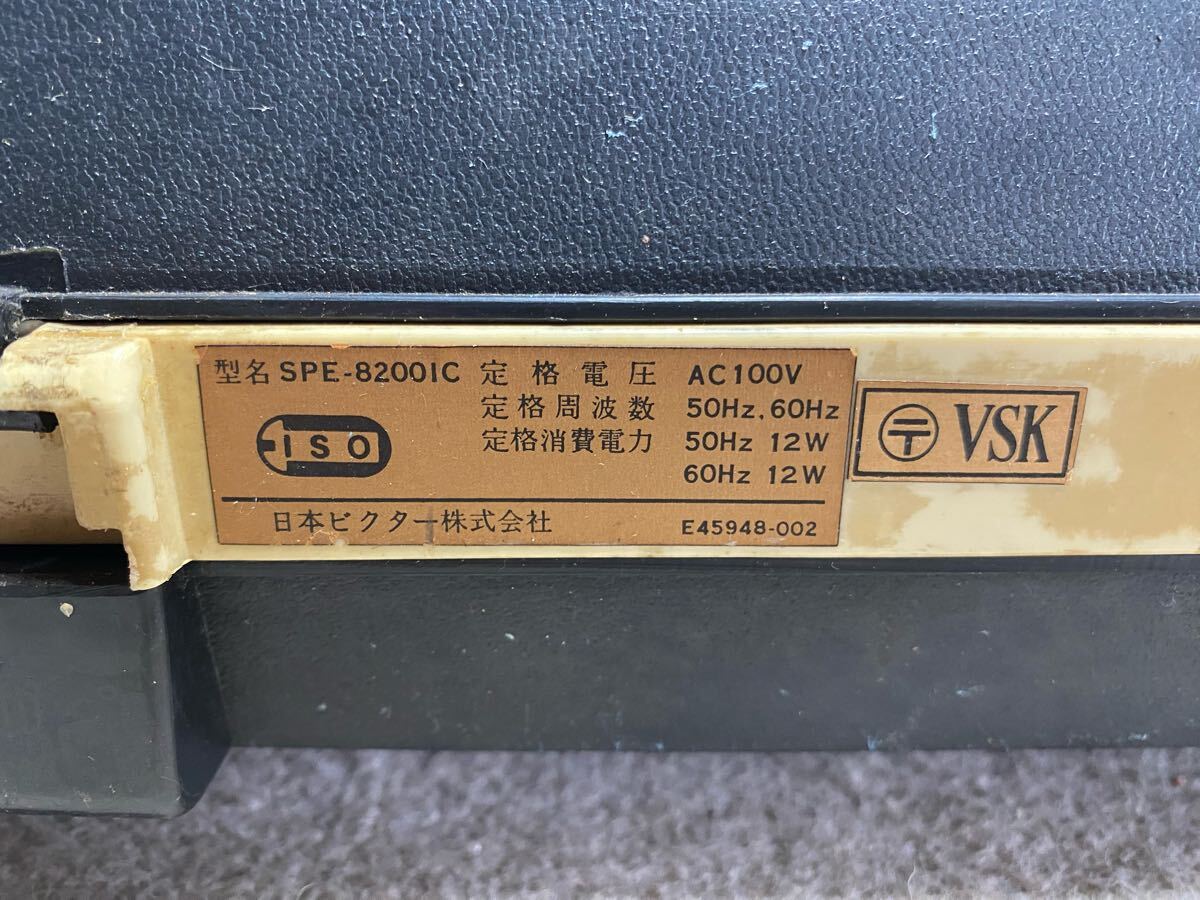 型名 SPE-8200IC 定格電圧 AC100V
定格周波数 50Hz, 60Hz
定格消費電力 50Hz 12W
60Hz 12W
ISO
日本ビクター株式会社 E45948-002
〒 VSK